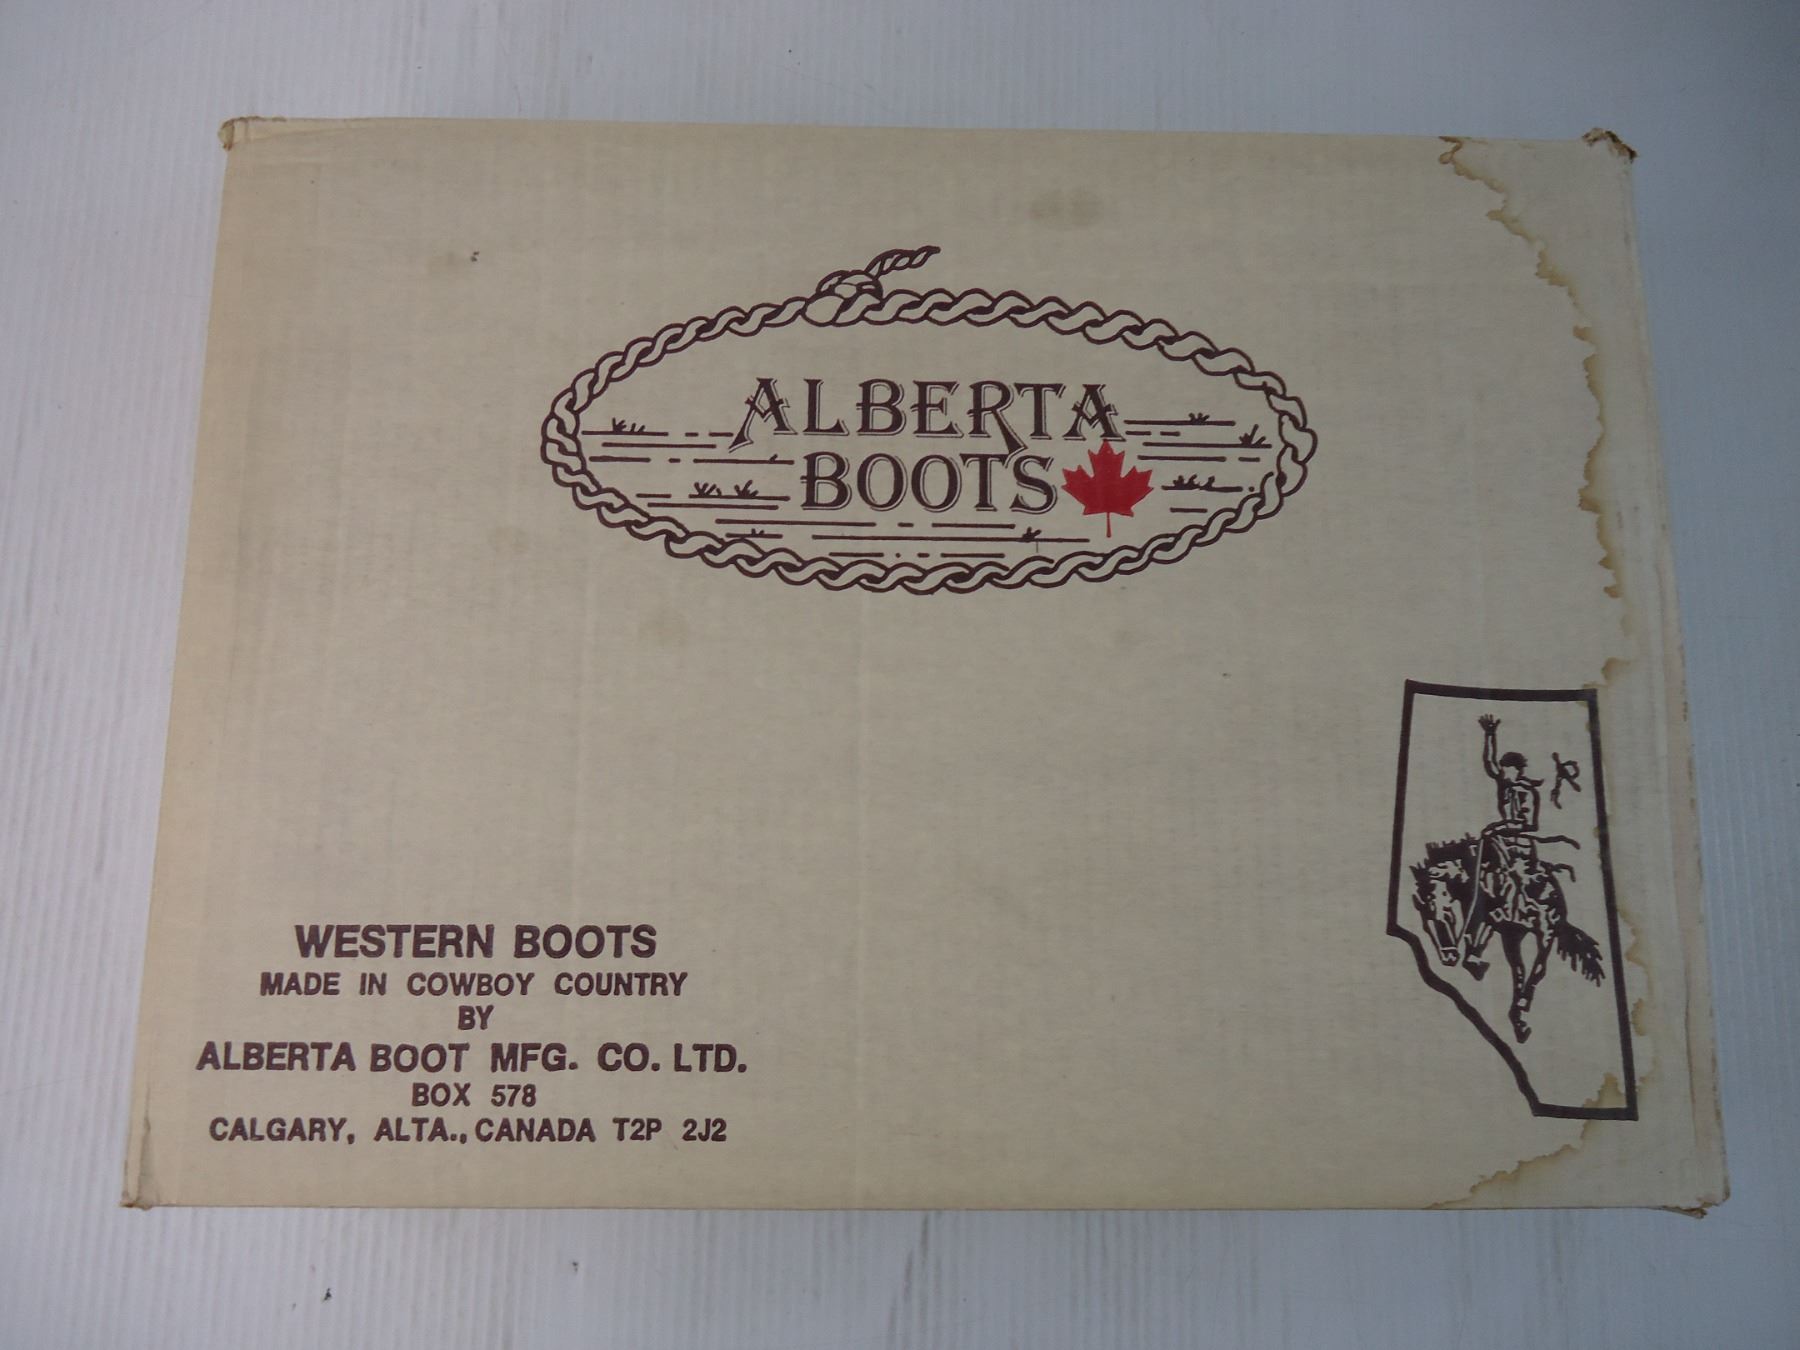 ALBERTA
BOOTS
WESTERN BOOTS
MADE IN COWBOY COUNTRY
BY
ALBERTA BOOT MFG. CO. LTD.
BOX 578
CALGARY, ALTA., CANADA T2P 2J2